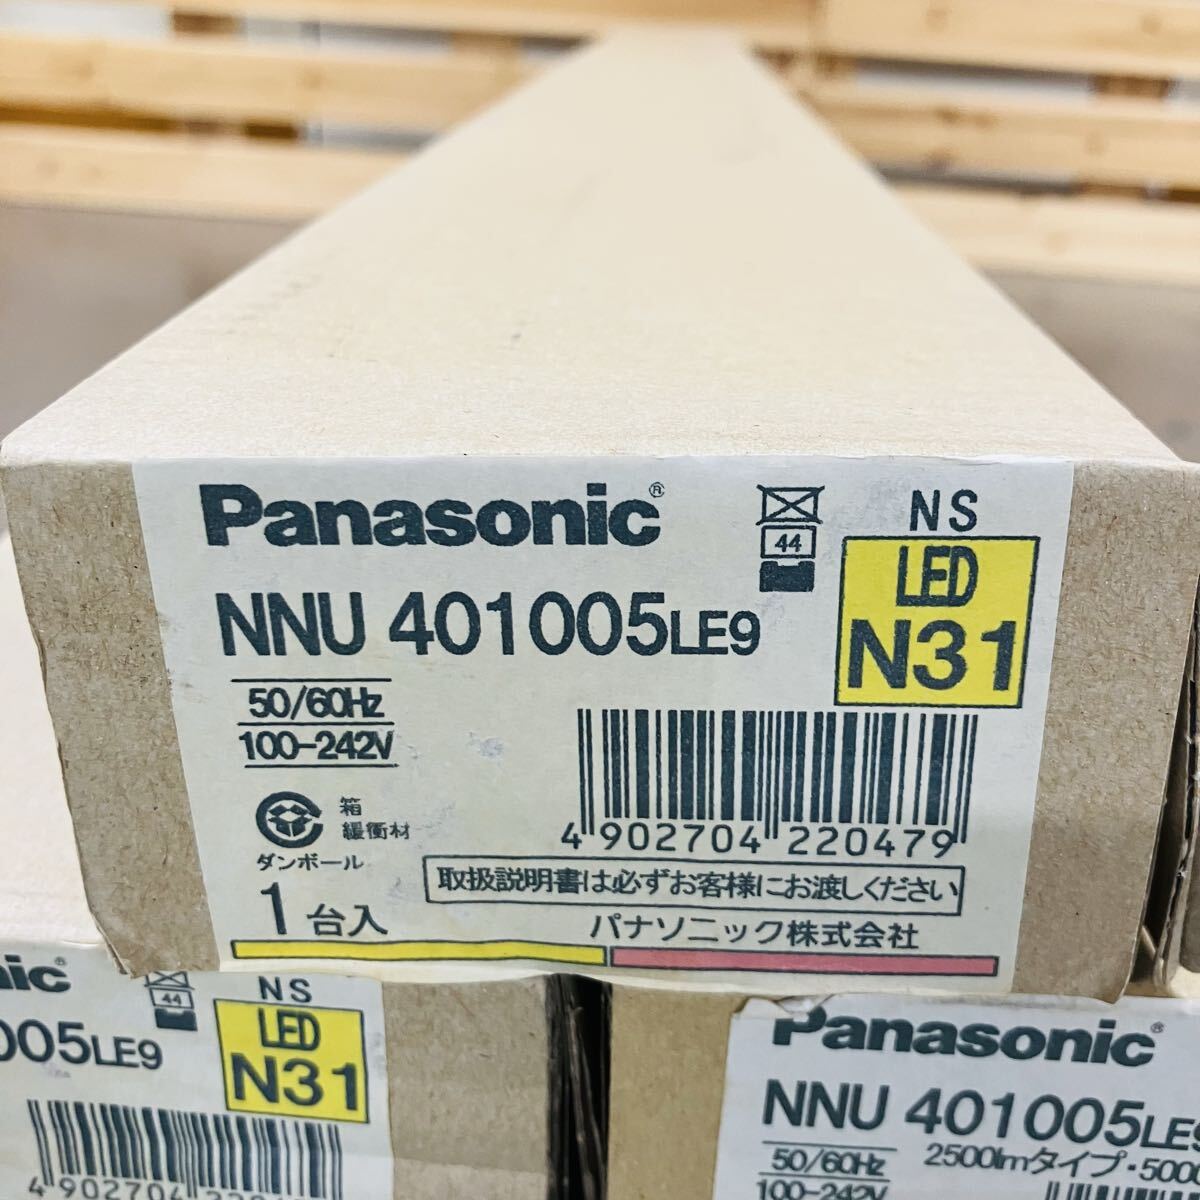 Panasonic®
NNU 401005LE9
50/60Hz
100-242V
44
NS
LED
N31
箱
緩衝材
ダンボール
1台入
4 902704 220479
取扱説明書は必ずお客様にお渡しください
パナソニック株式会社
005LE9
44
NS
LED
N31
4 902704
Panasonic®
NNU 401005LE9
50/60Hz
100-242V
2500lmタイプ・